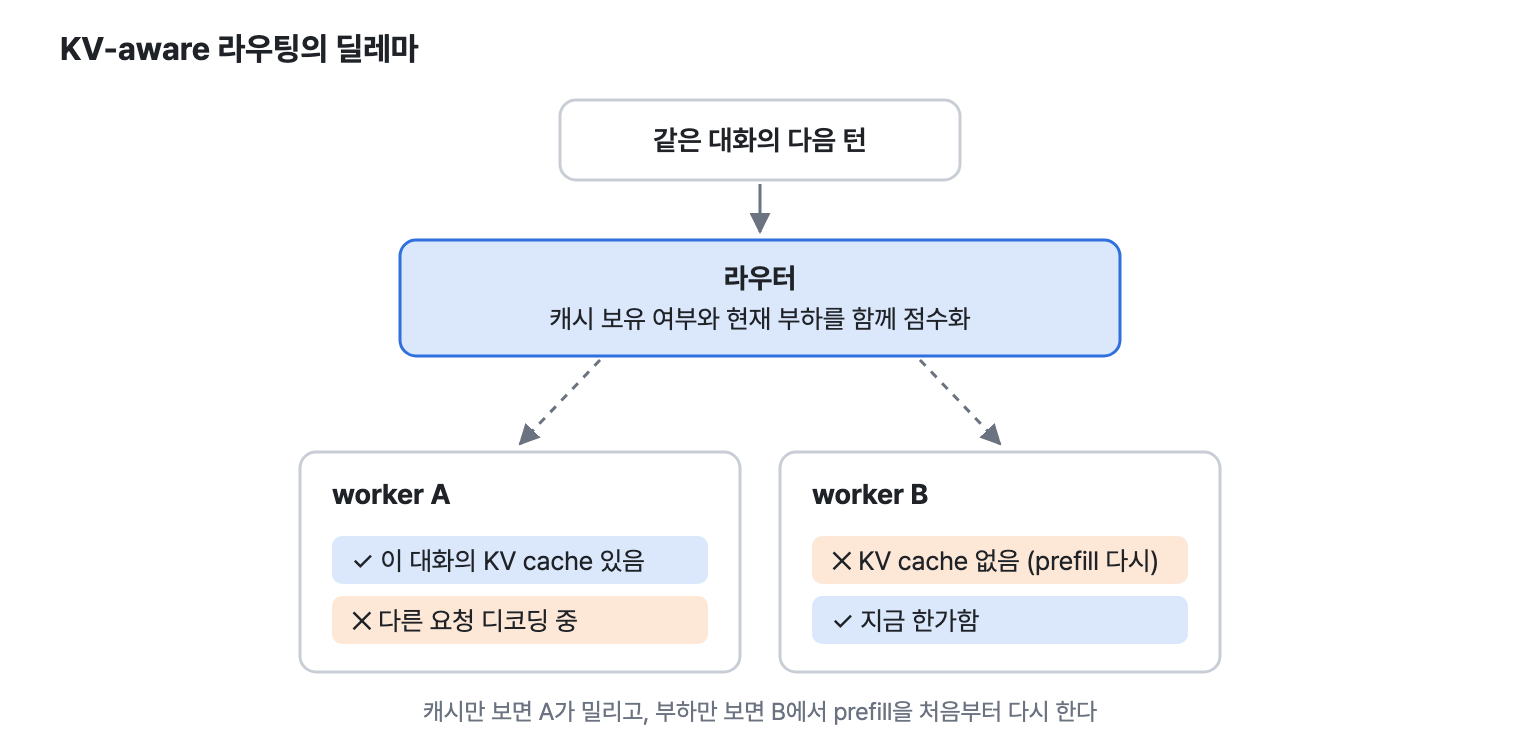 KV-aware 라우팅의 딜레마
같은 대화의 다음 턴
라우터
캐시 보유 여부와 현재 부하를 함께 점수화
worker A
✓ 이 대화의 KV cache 있음
✕ 다른 요청 디코딩 중
worker B
✕ KV cache 없음 (prefill 다시)
✓ 지금 한가함
캐시만 보면 A가 밀리고, 부하만 보면 B에서 prefill을 처음부터 다시 한다